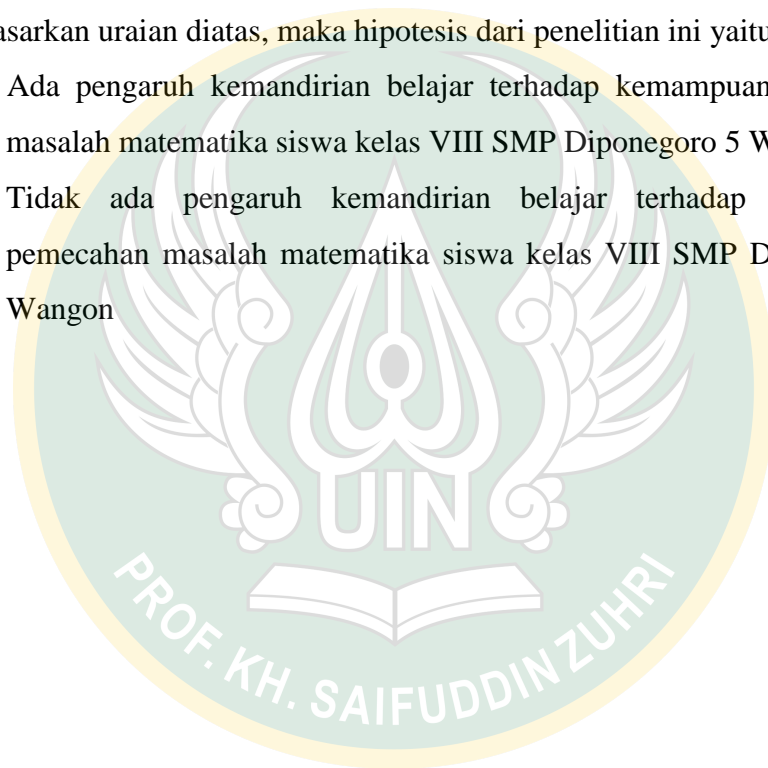 asarkan uraian diatas, maka hipotesis dari penelitian ini yaitu
Ada pengaruh kemandirian belajar terhadap kemampuan
masalah matematika siswa kelas VIII SMP Diponegoro 5 W
Tidak ada pengaruh kemandirian belajar terhadap
pemecahan masalah matematika siswa kelas VIII SMP D
Wangon
UIN
PROF. KH. SAIFUDDIN ZUHRI